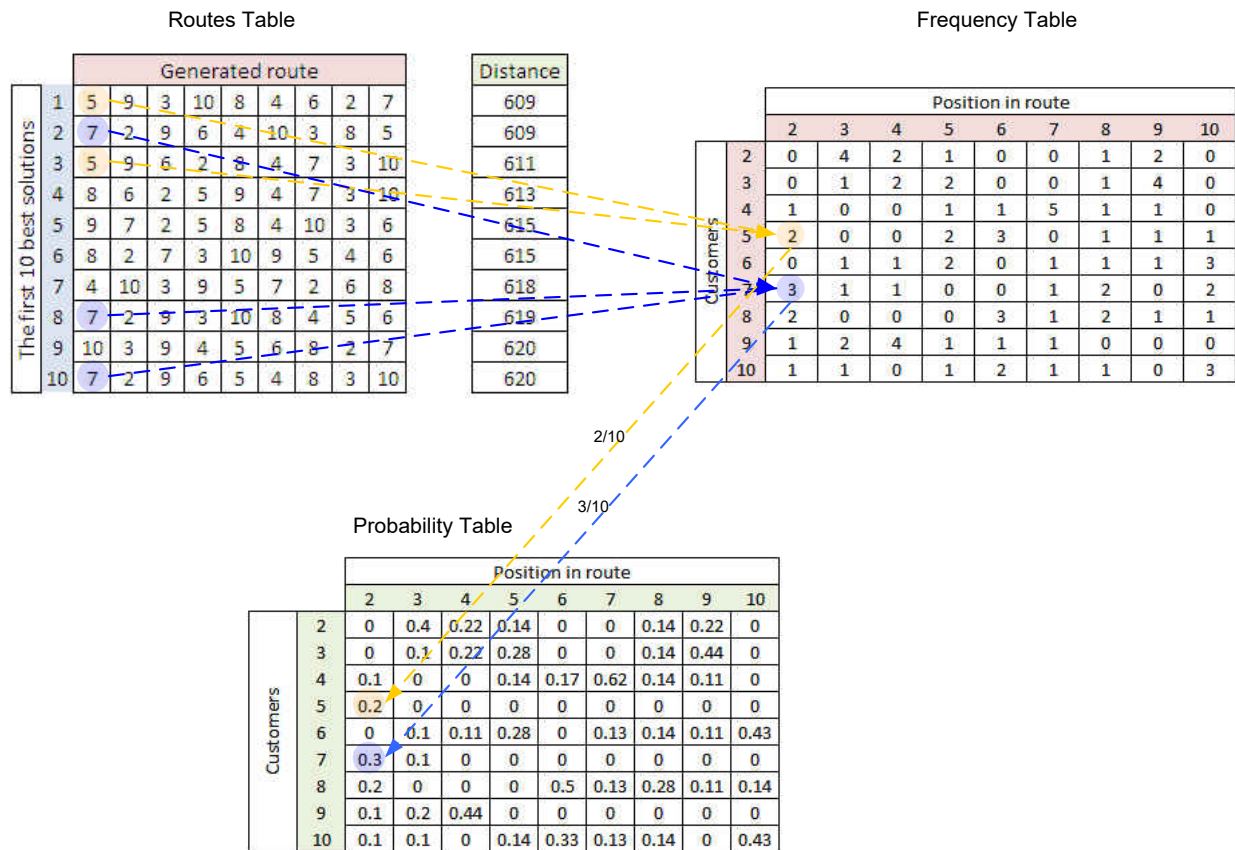 Routes Table
Frequency Table
Generated route
Distance
The first 10 best solutions
1 5 9 3 10 8 4 6 2 7 609
2 7 2 9 6 4 10 3 8 5 609
3 5 9 6 2 8 4 7 3 10 611
4 8 6 2 5 9 4 7 3 10 613
5 9 7 2 5 8 4 10 3 6 615
6 8 2 7 3 10 9 5 4 6 615
7 4 10 3 9 5 7 2 6 8 618
8 7 2 9 3 10 8 4 5 6 619
9 10 3 9 4 5 6 8 2 7 620
10 7 2 9 6 5 4 8 3 10 620
Position in route
2 3 4 5 6 7 8 9 10
Customers
2 0 4 2 1 0 0 1 2 0
3 0 1 2 2 0 0 1 4 0
4 1 0 0 1 1 5 1 1 0
5 2 0 0 2 3 0 1 1 1
6 0 1 1 2 0 1 1 1 3
7 3 1 1 0 0 1 2 0 2
8 2 0 0 0 3 1 2 1 1
9 1 2 4 1 1 1 0 0 0
10 1 1 0 1 2 1 1 0 3
2/10
3/10
Probability Table
Position in route
2 3 4 5 6 7 8 9 10
Customers
2 0 0.4 0.22 0.14 0 0 0.14 0.22 0
3 0 0.1 0.22 0.28 0 0 0.14 0.44 0
4 0.1 0 0 0.14 0.17 0.62 0.14 0.11 0
5 0.2 0 0 0 0 0 0 0 0
6 0 0.1 0.11 0.28 0 0.13 0.14 0.11 0.43
7 0.3 0.1 0 0 0 0 0 0 0
8 0.2 0 0 0 0.5 0.13 0.28 0.11 0.14
9 0.1 0.2 0.44 0 0 0 0 0 0
10 0.1 0.1 0 0.14 0.33 0.13 0.14 0 0.43